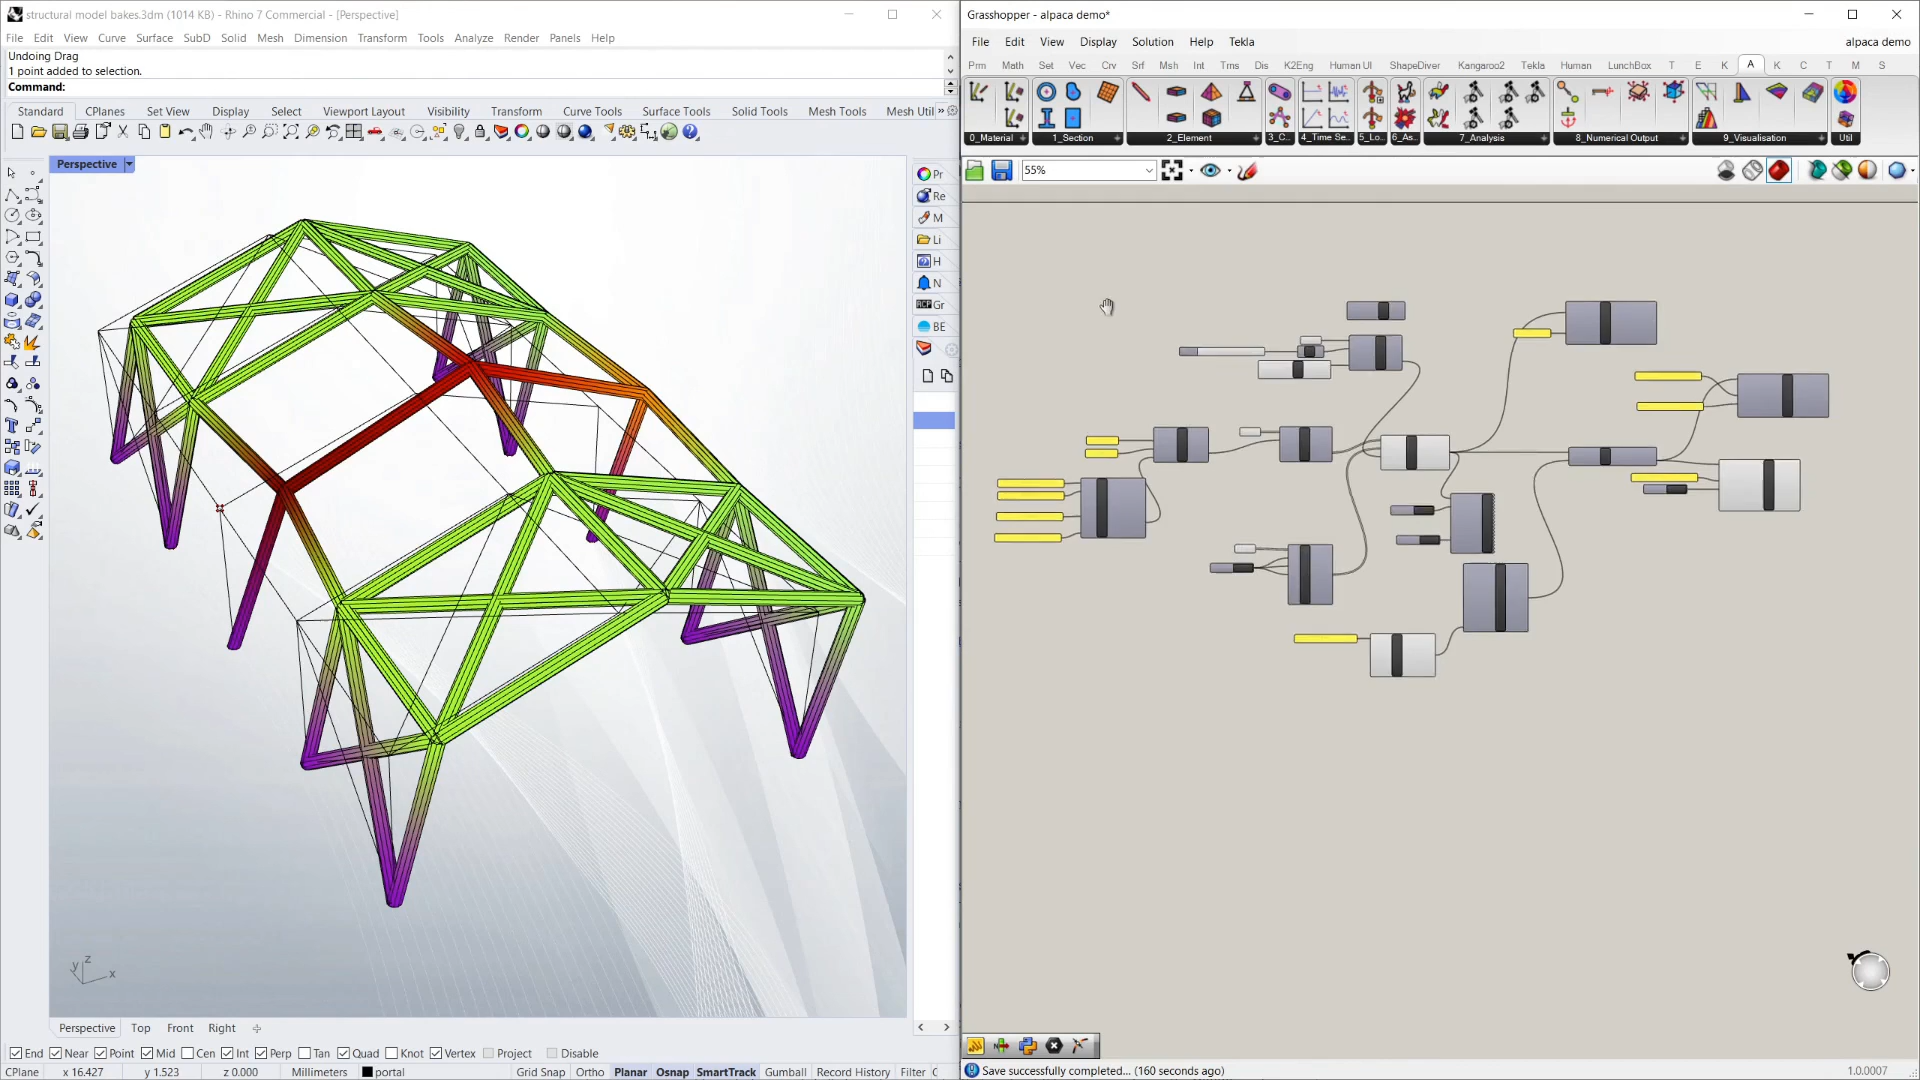 structural model bakes.3dm (1014 KB) - Rhino 7 Commercial - [Perspective]
File Edit View Curve Surface SubD Solid Mesh Dimension Transform Tools Analyze Render Panels Help
Undoing Drag
1 point added to selection.
Command:
Standard CPlanes Set View Display Select Viewport Layout Visibility Transform Curve Tools Surface Tools Solid Tools Mesh Tools Mesh Util »
Perspective
Pr
Re
M
Li
H
N
Gr
BE
z
y
x
Perspective Top Front Right
End Near Point Mid Cen Int Perp Tan Quad Knot Vertex Project Disable
CPlane x 16.427 y 1.523 z 0.000 Millimeters portal Grid Snap Ortho Planar Osnap SmartTrack Gumball Record History Filter C
Grasshopper - alpaca demo*
File Edit View Display Solution Help Tekla alpaca demo
Prm Math Set Vec Crv Srf Msh Int Trns Dis K2Eng Human UI ShapeDiver Kangaroo2 Tekla Human LunchBox T E K A K C T M S
0_Material 1_Section 2_Element 3_C... 4_Time Se... 5_Lo... 6_As... 7_Analysis 8_Numerical Output 9_Visualisation Util
55%
Save successfully completed... (160 seconds ago) 1.0.0007